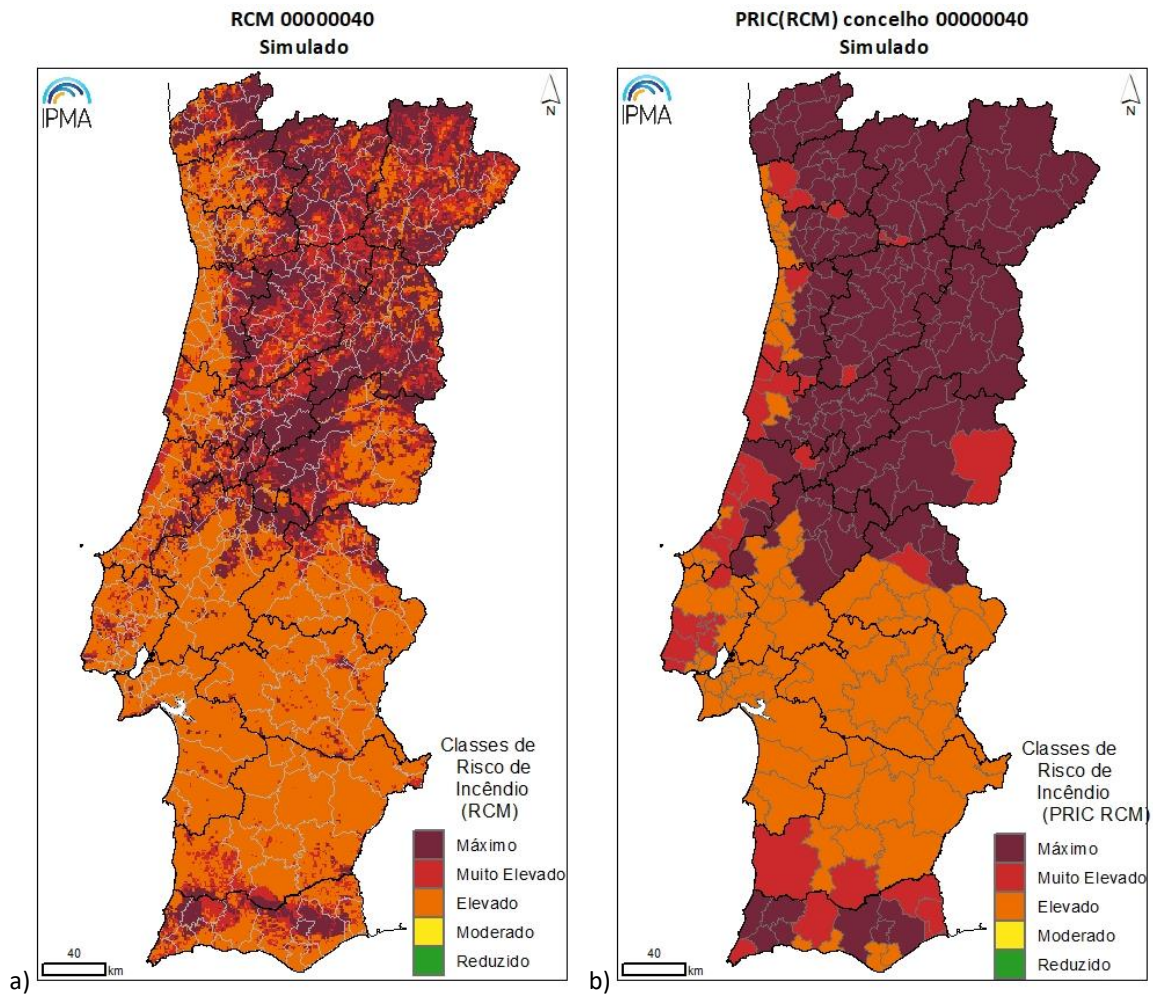 RCM 00000040
Simulado
IPMA
N
Classes de
Risco de
Incêndio
(RCM)
Máximo
Muito Elevado
Elevado
Moderado
Reduzido
40
km
a)
PRIC(RCM) concelho 00000040
Simulado
IPMA
N
Classes de
Risco de
Incêndio
(PRIC RCM)
Máximo
Muito Elevado
Elevado
Moderado
Reduzido
40
km
b)